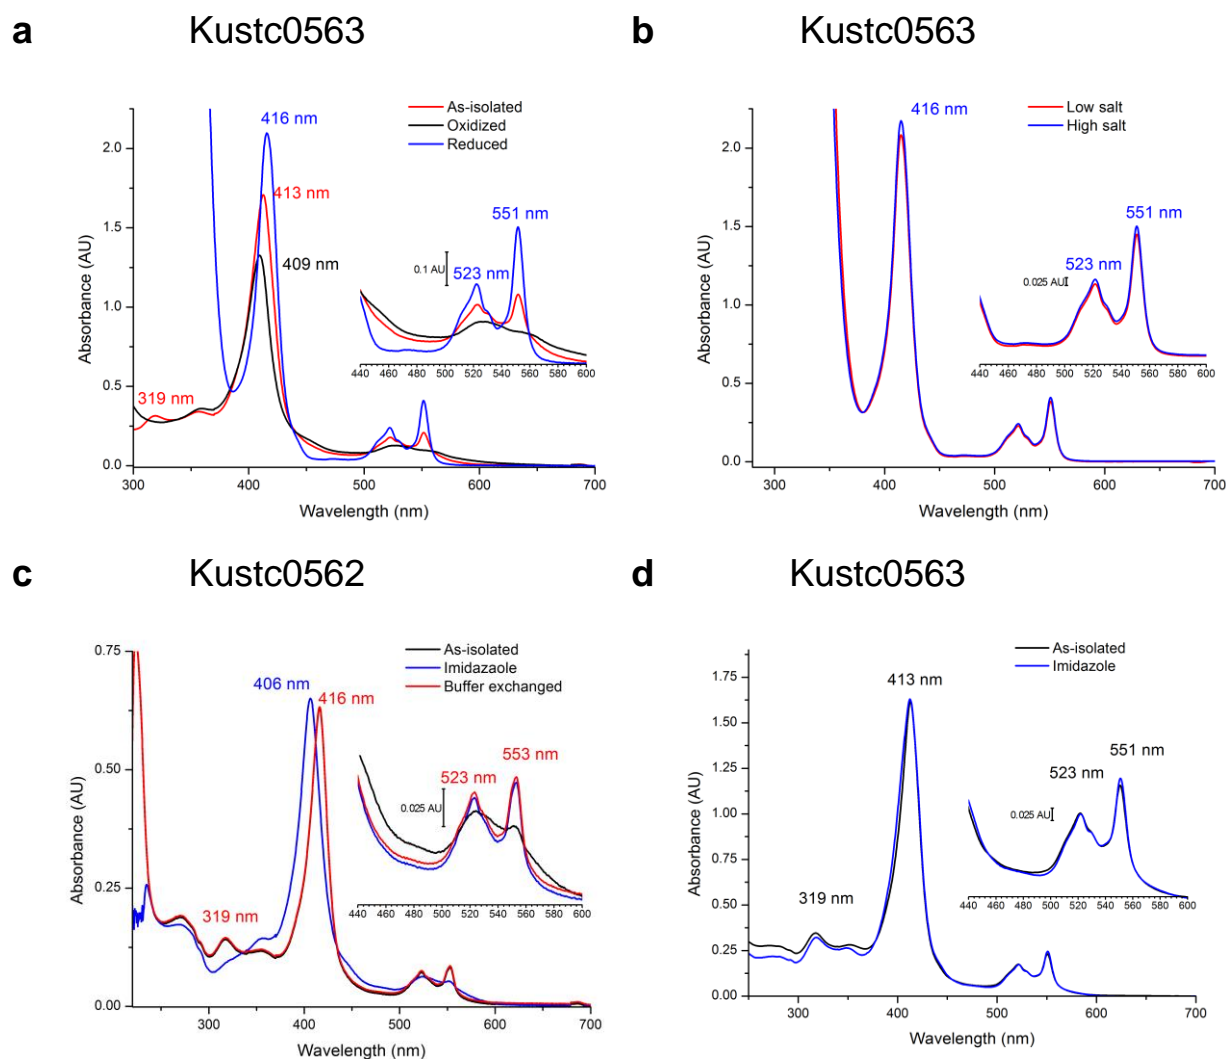 a Kustc0563
416 nm
413 nm
409 nm
319 nm
As-isolated
Oxidized
Reduced
551 nm
523 nm
0.1 AU
440 460 480 500 520 540 560 580 600
2.0
1.5
1.0
0.5
0.0
300 400 500 600 700
Absorbance (AU)
Wavelength (nm)
b Kustc0563
416 nm
Low salt
High salt
551 nm
523 nm
0.025 AU
440 460 480 500 520 540 560 580 600
2.0
1.5
1.0
0.5
0.0
300 400 500 600 700
Absorbance (AU)
Wavelength (nm)
c Kustc0562
406 nm
416 nm
319 nm
As-isolated
Imidazaole
Buffer exchanged
553 nm
523 nm
0.025 AU
440 460 480 500 520 540 560 580 600
0.75
0.50
0.25
0.00
300 400 500 600 700
Absorbance (AU)
Wavelength (nm)
d Kustc0563
413 nm
319 nm
As-isolated
Imidazole
551 nm
523 nm
0.025 AU
440 460 480 500 520 540 560 580 600
1.75
1.50
1.25
1.00
0.75
0.50
0.25
0.00
300 400 500 600 700
Absorbance (AU)
Wavelength (nm)